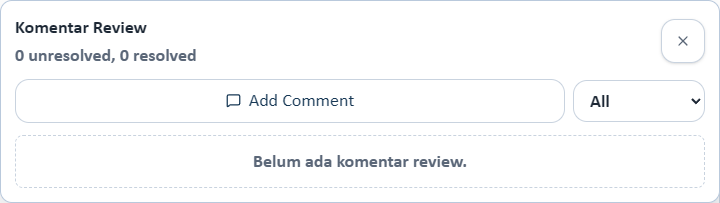 Komentar Review
0 unresolved, 0 resolved
Add Comment
All
Belum ada komentar review.